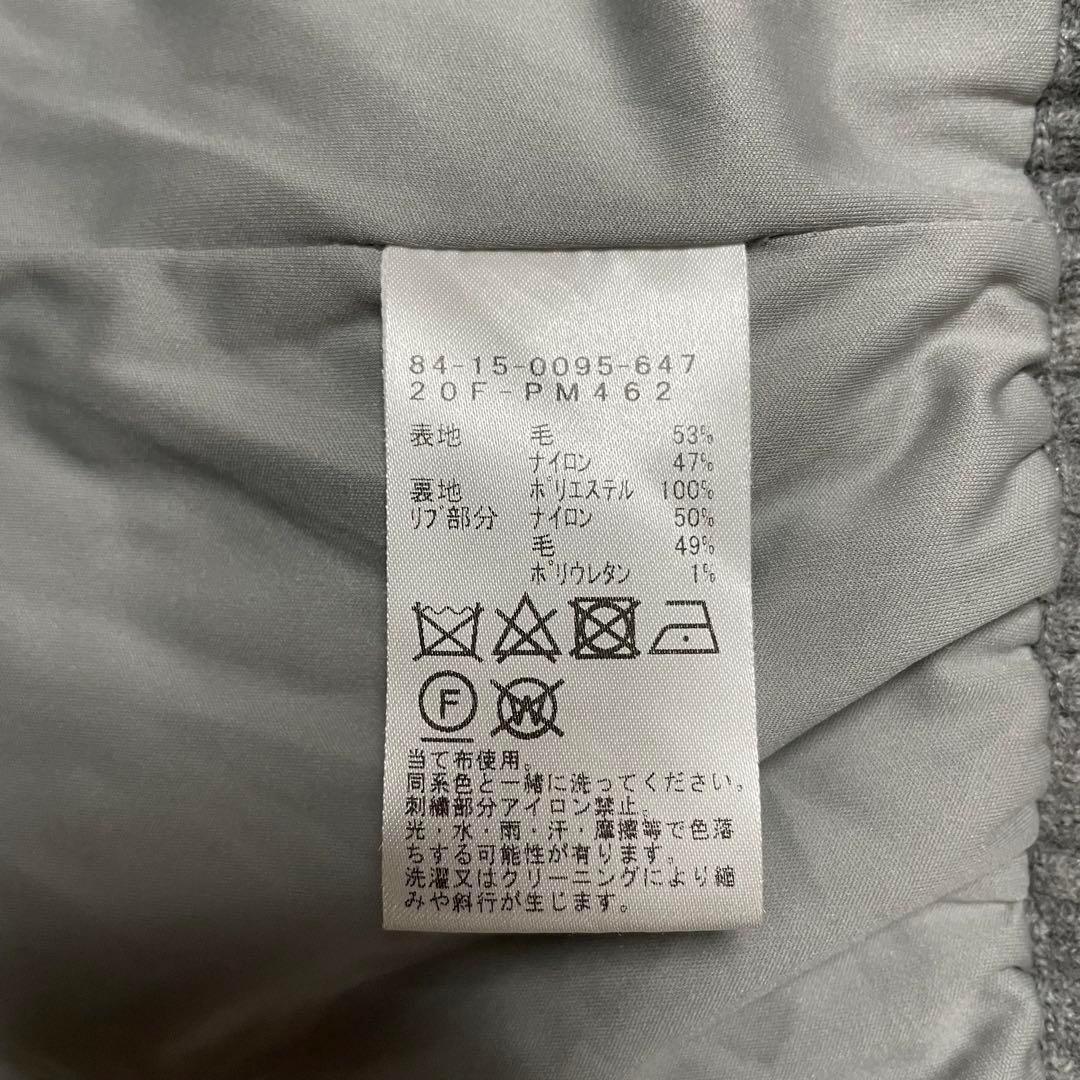 84-15-0095-647
20F-PM462
表地 毛 53%
ナイロン 47%
裏地 ポリエステル 100%
リブ部分 ナイロン 50%
毛 49%
ポリウレタン 1%
F W
当て布使用。
同系色と一緒に洗ってください。
刺繍部分アイロン禁止。
光・水・雨・汗・摩擦等で色落
ちする可能性が有ります。
洗濯又はクリーニングにより縮
みや斜行が生じます。